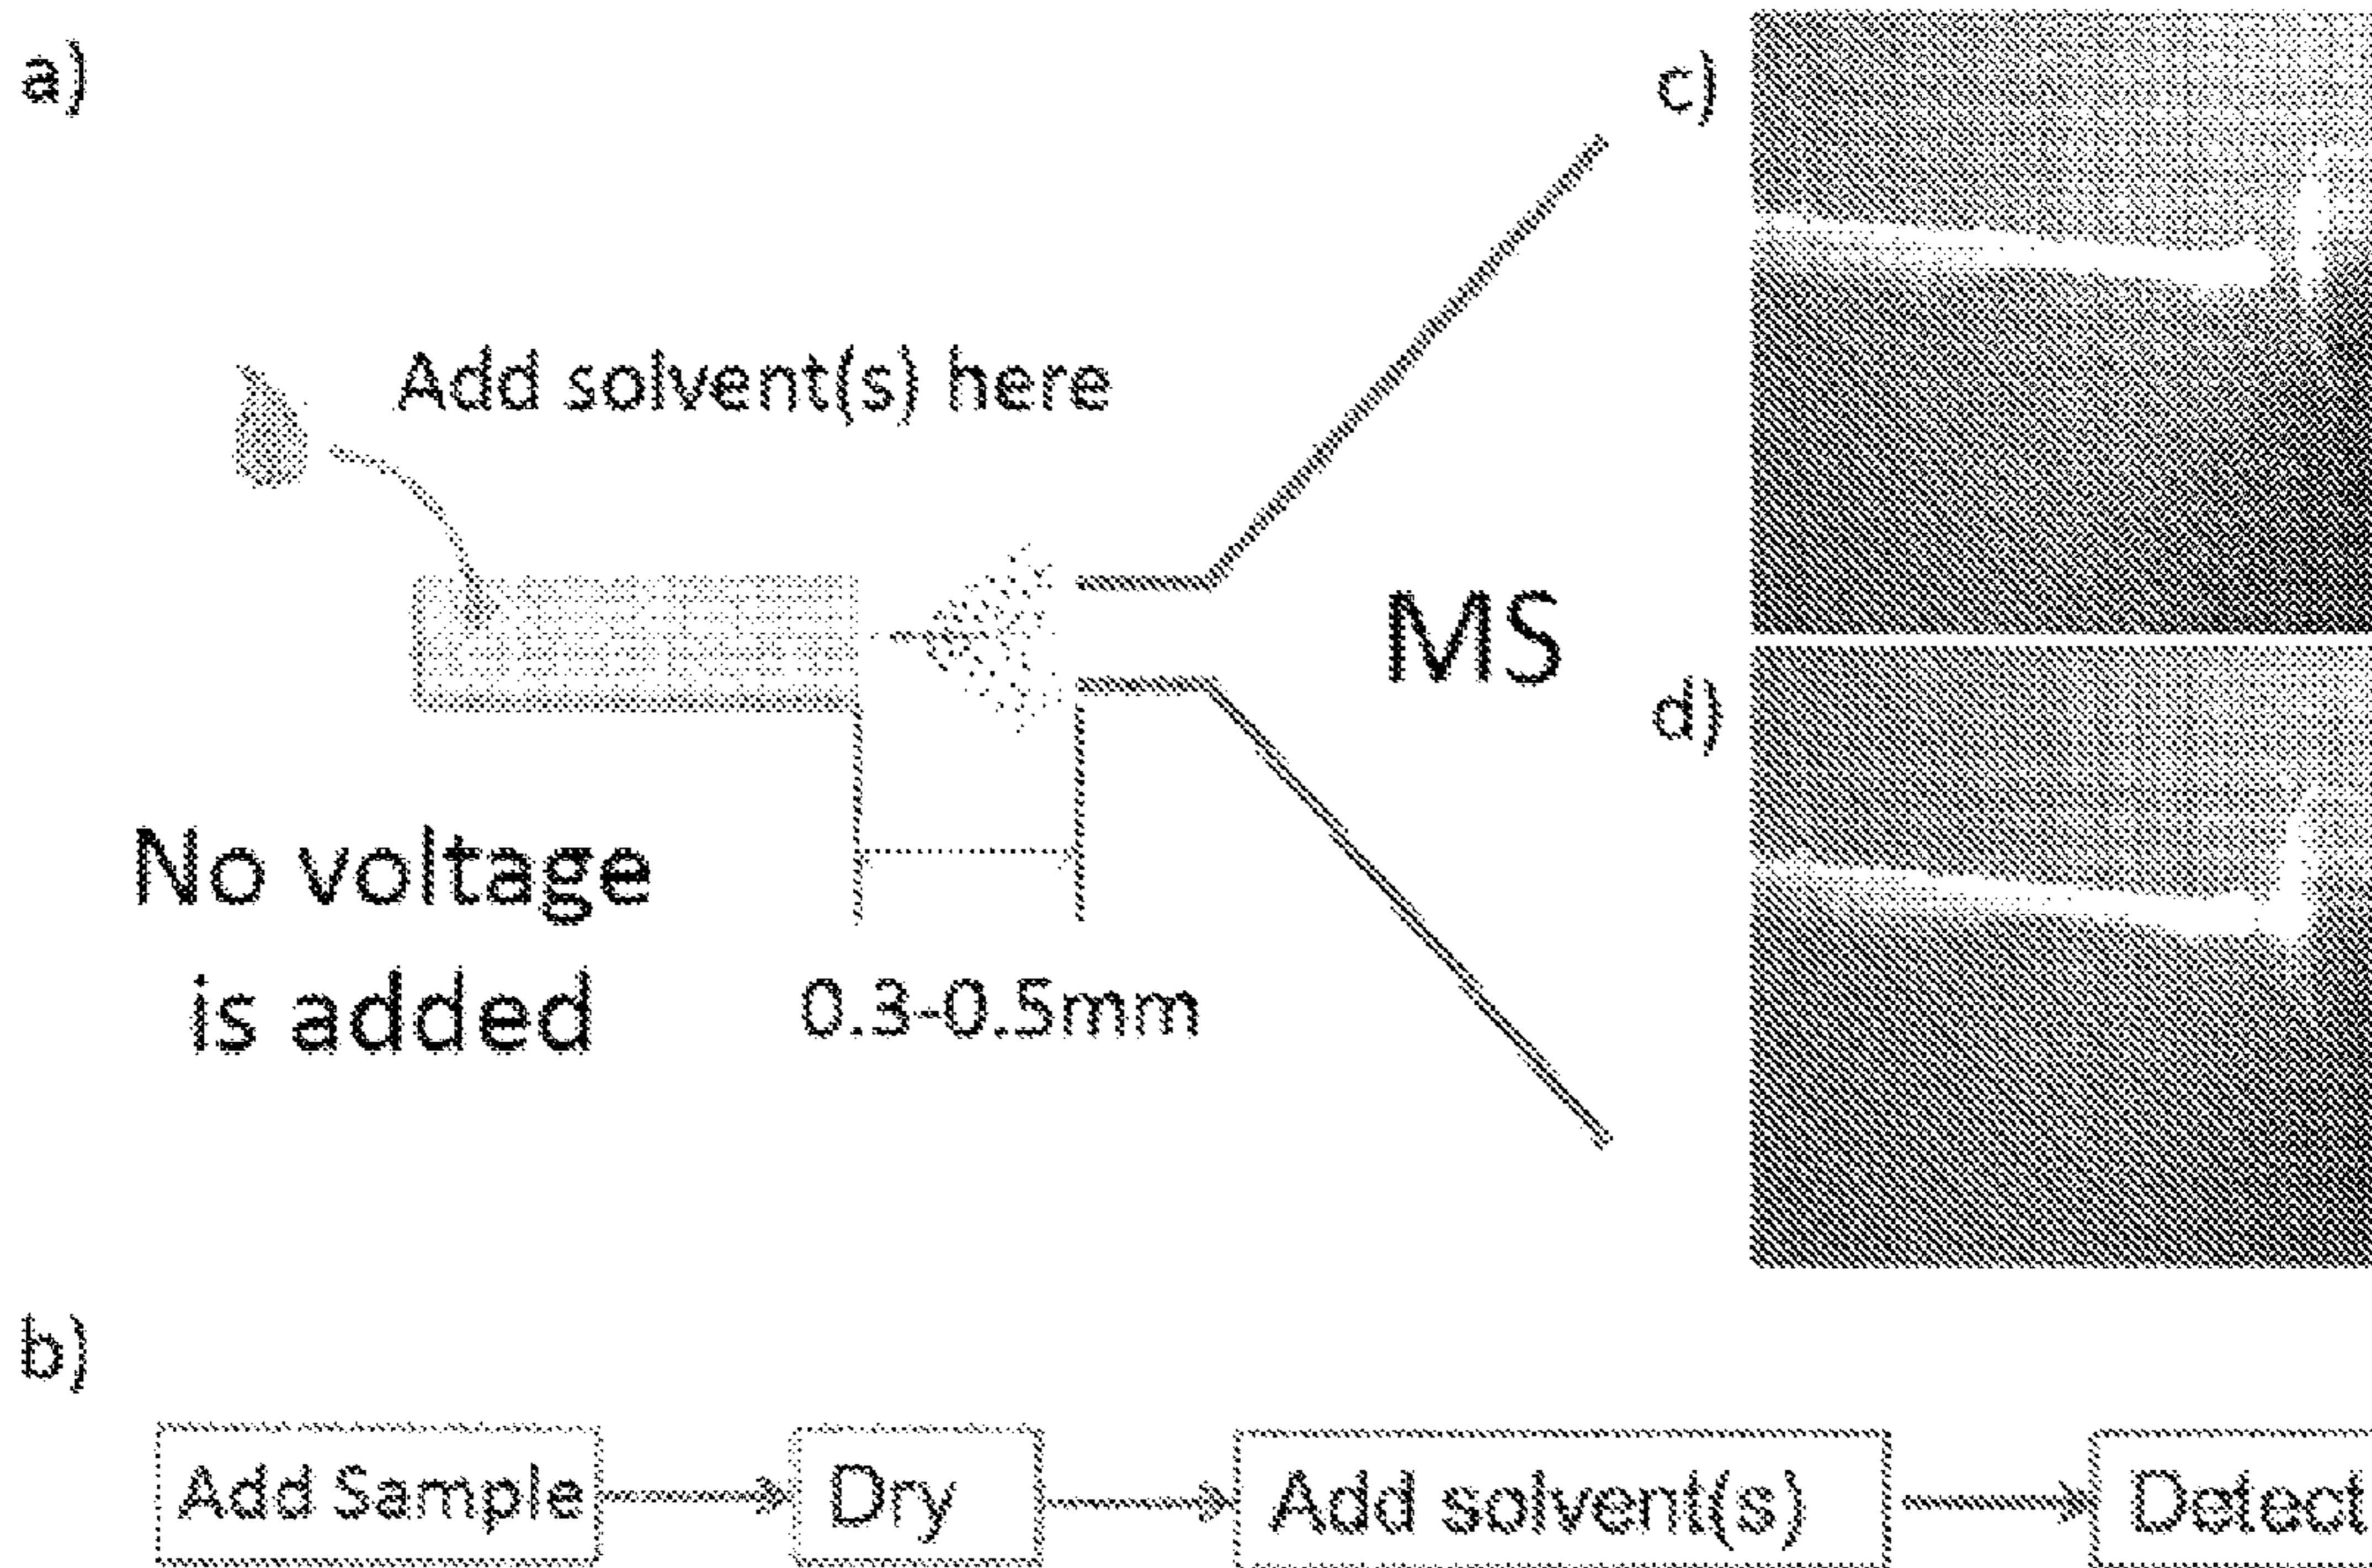 a)
c)
Add solvent(s) here
MS
d)
No voltage
is added
0.3-0.5mm
b)
Add Sample
Dry
Add solvent(s)
Detect